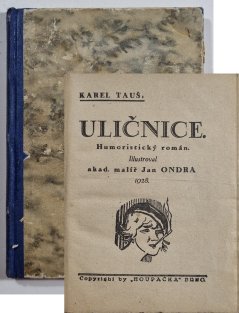 KAREL TAUŠ.
ULIČNICE.
Humoristický román.
Illustroval
akad. malíř Jan ONDRA
1928.
Copyright by „HOUPAČKA" BRNO.